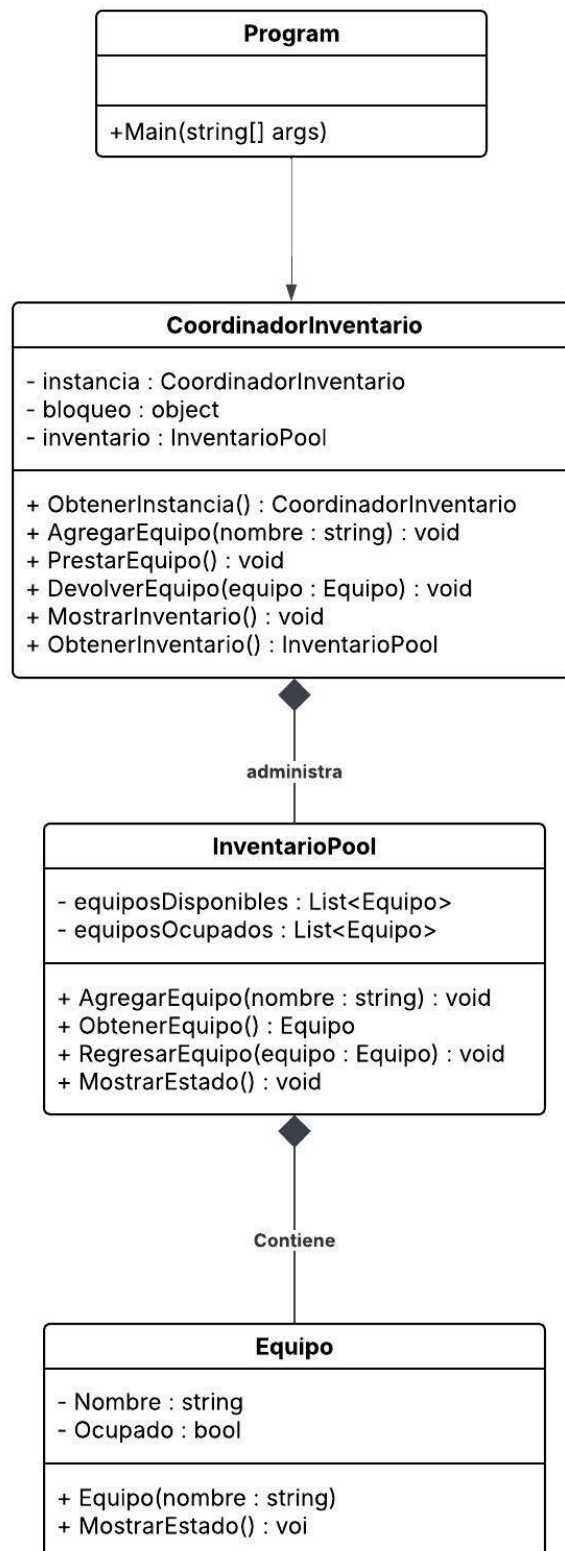 Program
+Main(string[] args)
CoordinadorInventario
- instancia : CoordinadorInventario
- bloqueo : object
- inventario : InventarioPool
+ ObtenerInstancia() : CoordinadorInventario
+ AgregarEquipo(nombre : string) : void
+ PrestarEquipo() : void
+ DevolverEquipo(equipo : Equipo) : void
+ MostrarInventario() : void
+ ObtenerInventario() : InventarioPool
administra
InventarioPool
- equiposDisponibles : List<Equipo>
- equiposOcupados : List<Equipo>
+ AgregarEquipo(nombre : string) : void
+ ObtenerEquipo() : Equipo
+ RegresarEquipo(equipo : Equipo) : void
+ MostrarEstado() : void
Contiene
Equipo
- Nombre : string
- Ocupado : bool
+ Equipo(nombre : string)
+ MostrarEstado() : voi